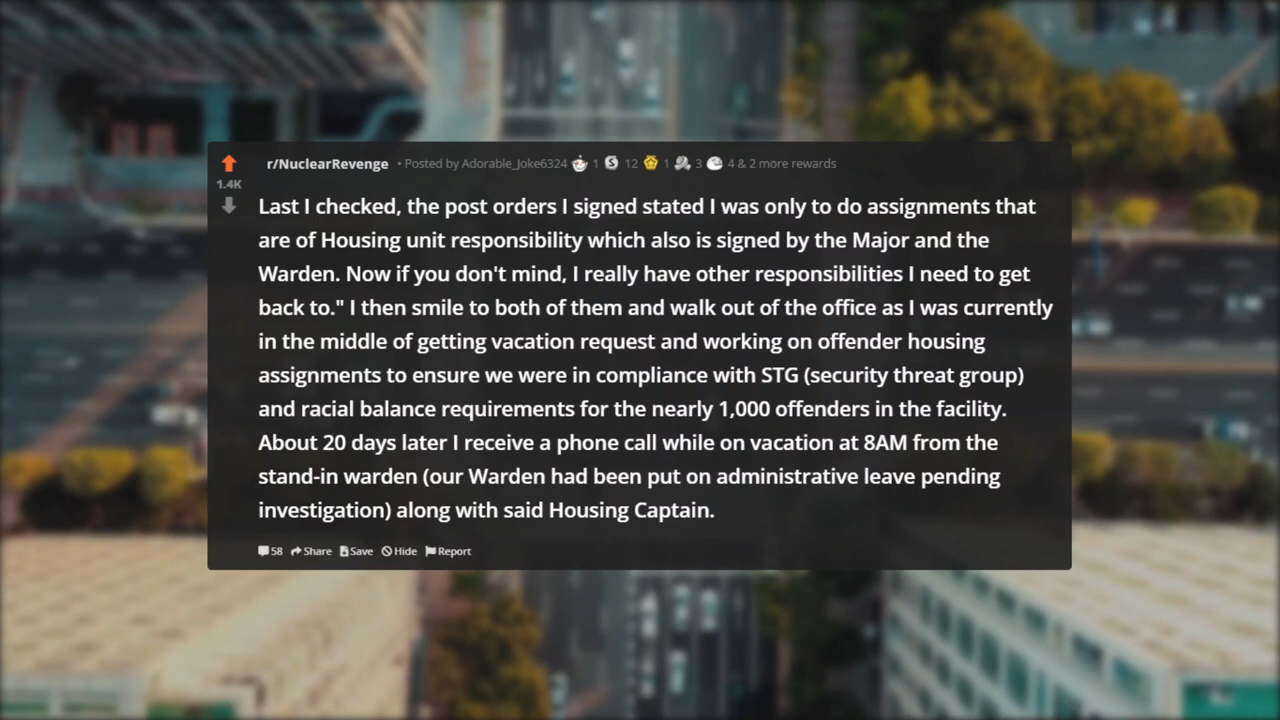 r/NuclearRevenge • Posted by Adorable_Joke6324 1 12 1 3 4 & 2 more rewards
1.4K
Last I checked, the post orders I signed stated I was only to do assignments that
are of Housing unit responsibility which also is signed by the Major and the
Warden. Now if you don't mind, I really have other responsibilities I need to get
back to." I then smile to both of them and walk out of the office as I was currently
in the middle of getting vacation request and working on offender housing
assignments to ensure we were in compliance with STG (security threat group)
and racial balance requirements for the nearly 1,000 offenders in the facility.
About 20 days later I receive a phone call while on vacation at 8AM from the
stand-in warden (our Warden had been put on administrative leave pending
investigation) along with said Housing Captain.
58 Share Save Hide Report